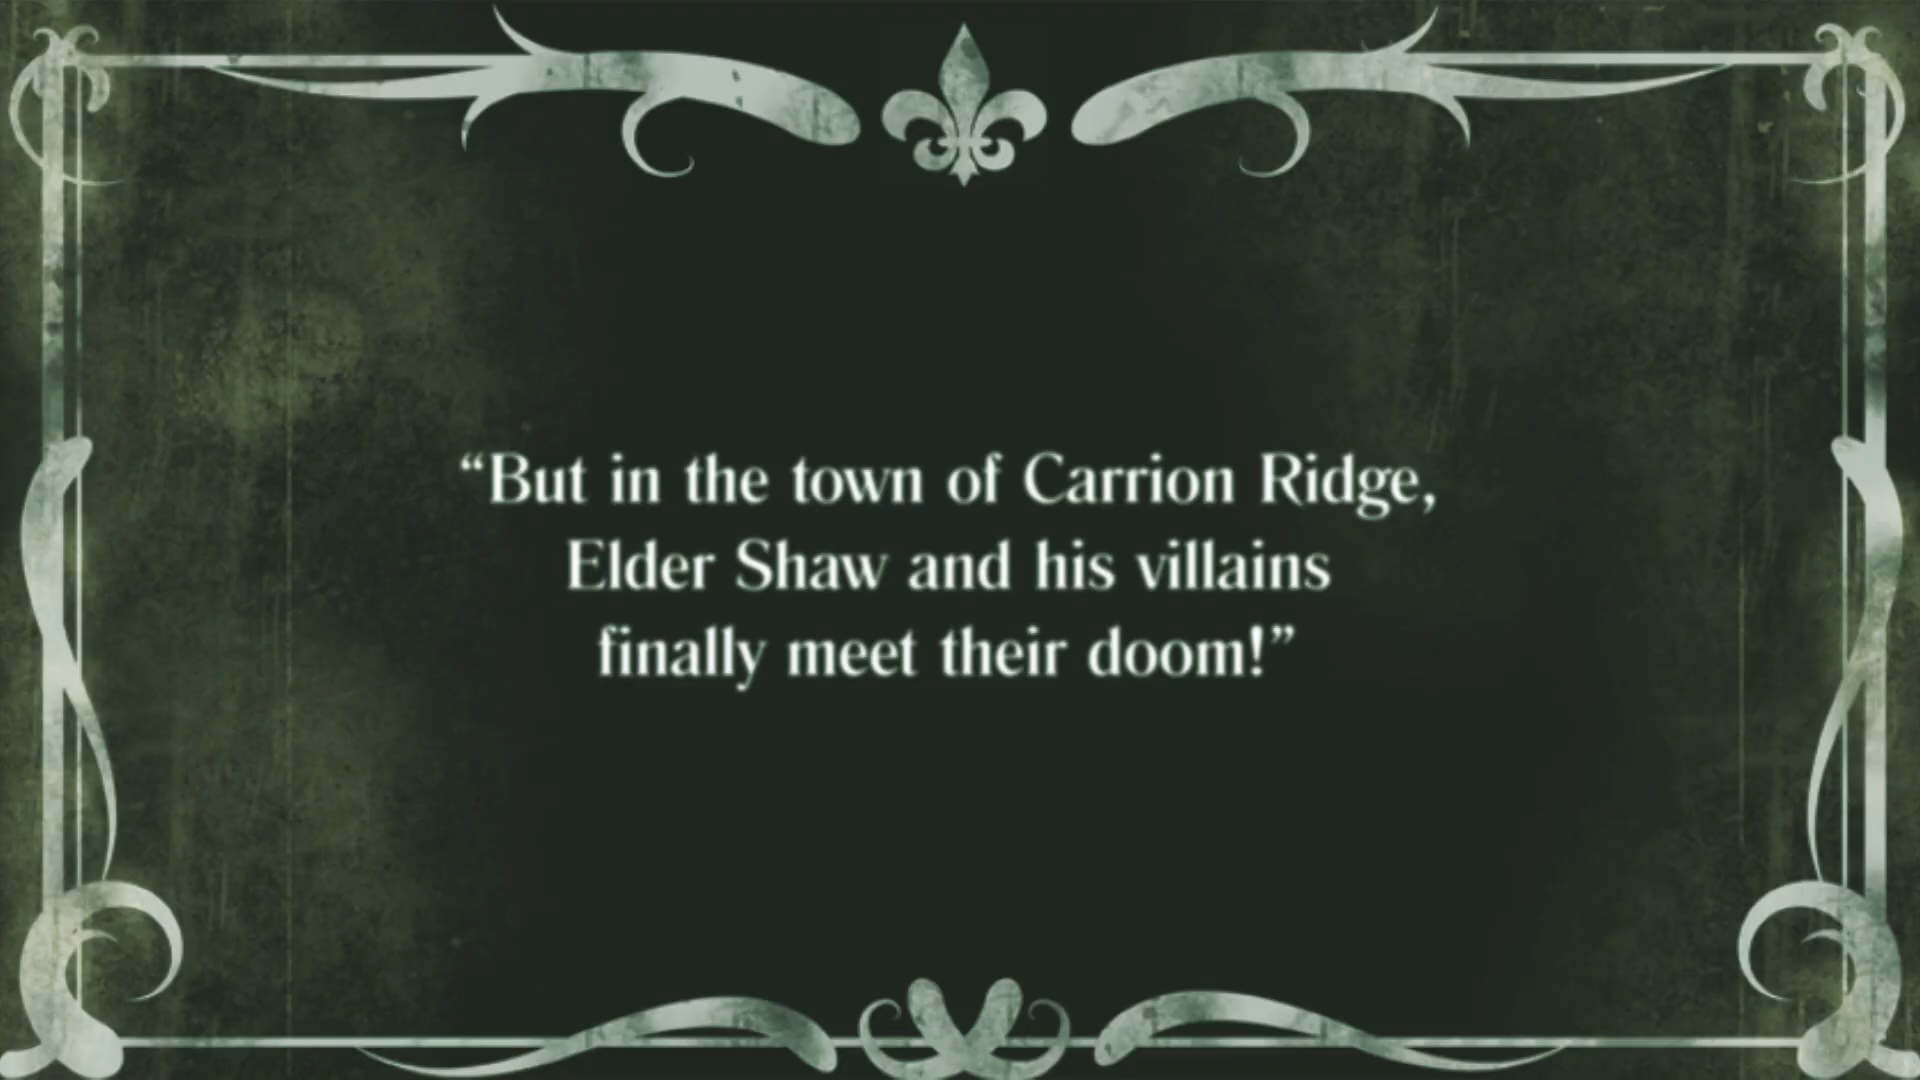 “But in the town of Carrion Ridge,
Elder Shaw and his villains
finally meet their doom!”